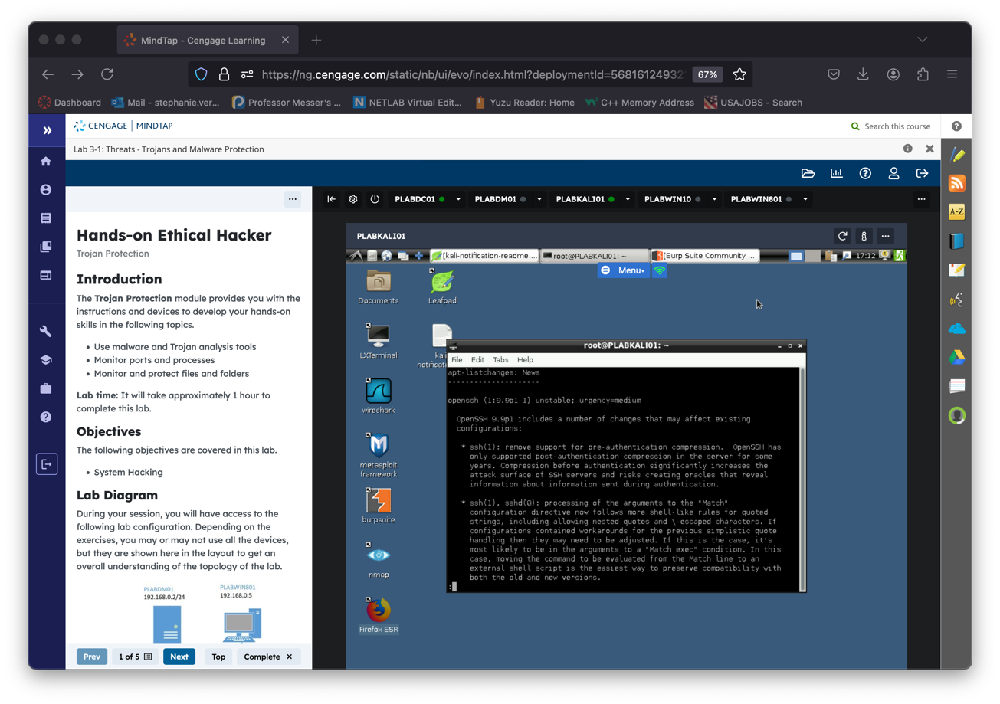 MindTap - Cengage Learning
https://ng.cengage.com/static/nb/ui/evo/index.html?deploymentId=56816124932
67%
Dashboard
Mail - stephanie.ver...
Professor Messer's ...
NETLAB Virtual Edit...
Yuzu Reader: Home
C++ Memory Address
USAJOBS - Search
CENGAGE | MINDTAP
Search this course
Lab 3-1: Threats - Trojans and Malware Protection
A-Z
PLABDC01
PLABDM01
PLABKALI01
PLABWIN10
PLABWIN801
Hands-on Ethical Hacker
Trojan Protection
Introduction
The Trojan Protection module provides you with the
instructions and devices to develop your hands-on
skills in the following topics.
• Use malware and Trojan analysis tools
• Monitor ports and processes
• Monitor and protect files and folders
Lab time: It will take approximately 1 hour to
complete this lab.
Objectives
The following objectives are covered in this lab.
• System Hacking
Lab Diagram
During your session, you will have access to the
following lab configuration. Depending on the
exercises, you may or may not use all the devices,
but they are shown here in the layout to get an
overall understanding of the topology of the lab.
PLABDM01
192.168.0.2/24
PLABWIN801
192.168.0.5
Prev
1 of 5
Next
Top
Complete
PLABKALI01
[kali-notification-readme....
root@PLABKALI01: ~
[Burp Suite Community ...
17:12
Menu
Documents
Leafpad
LXTerminal
kali
notificati
wireshark
metasploit
framework
burpsuite
nmap
Firefox ESR
root@PLABKALI01: ~
File Edit Tabs Help
apt-listchanges: News
---------------------
openssh (1:9.9p1-1) unstable; urgency=medium
OpenSSH 9.9p1 includes a number of changes that may affect existing
configurations:
* ssh(1): remove support for pre-authentication compression.  OpenSSH has
only supported post-authentication compression in the server for some
years. Compression before authentication significantly increases the
attack surface of SSH servers and risks creating oracles that reveal
information about information sent during authentication.
* ssh(1), sshd(8): processing of the arguments to the "Match"
configuration directive now follows more shell-like rules for quoted
strings, including allowing nested quotes and \-escaped characters. If
configurations contained workarounds for the previous simplistic quote
handling then they may need to be adjusted. If this is the case, it's
most likely to be in the arguments to a "Match exec" condition. In this
case, moving the command to be evaluated from the Match line to an
external shell script is the easiest way to preserve compatibility with
both the old and new versions.
: